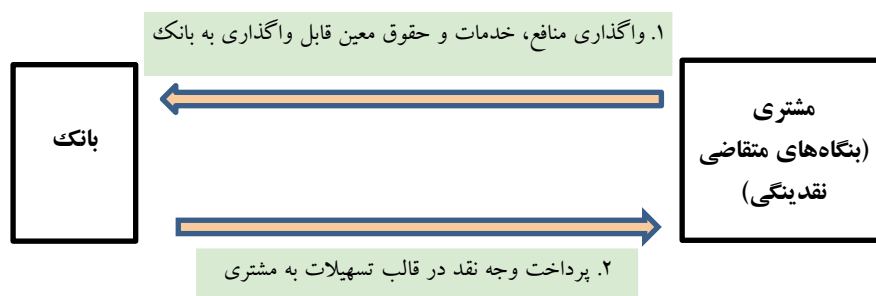 ۱. واگذاری منافع، خدمات و حقوق معین قابل واگذاری به بانک
مشتری
(بنگاه‌های متقاضی
نقدینگی)
بانک
۲. پرداخت وجه نقد در قالب تسهیلات به مشتری